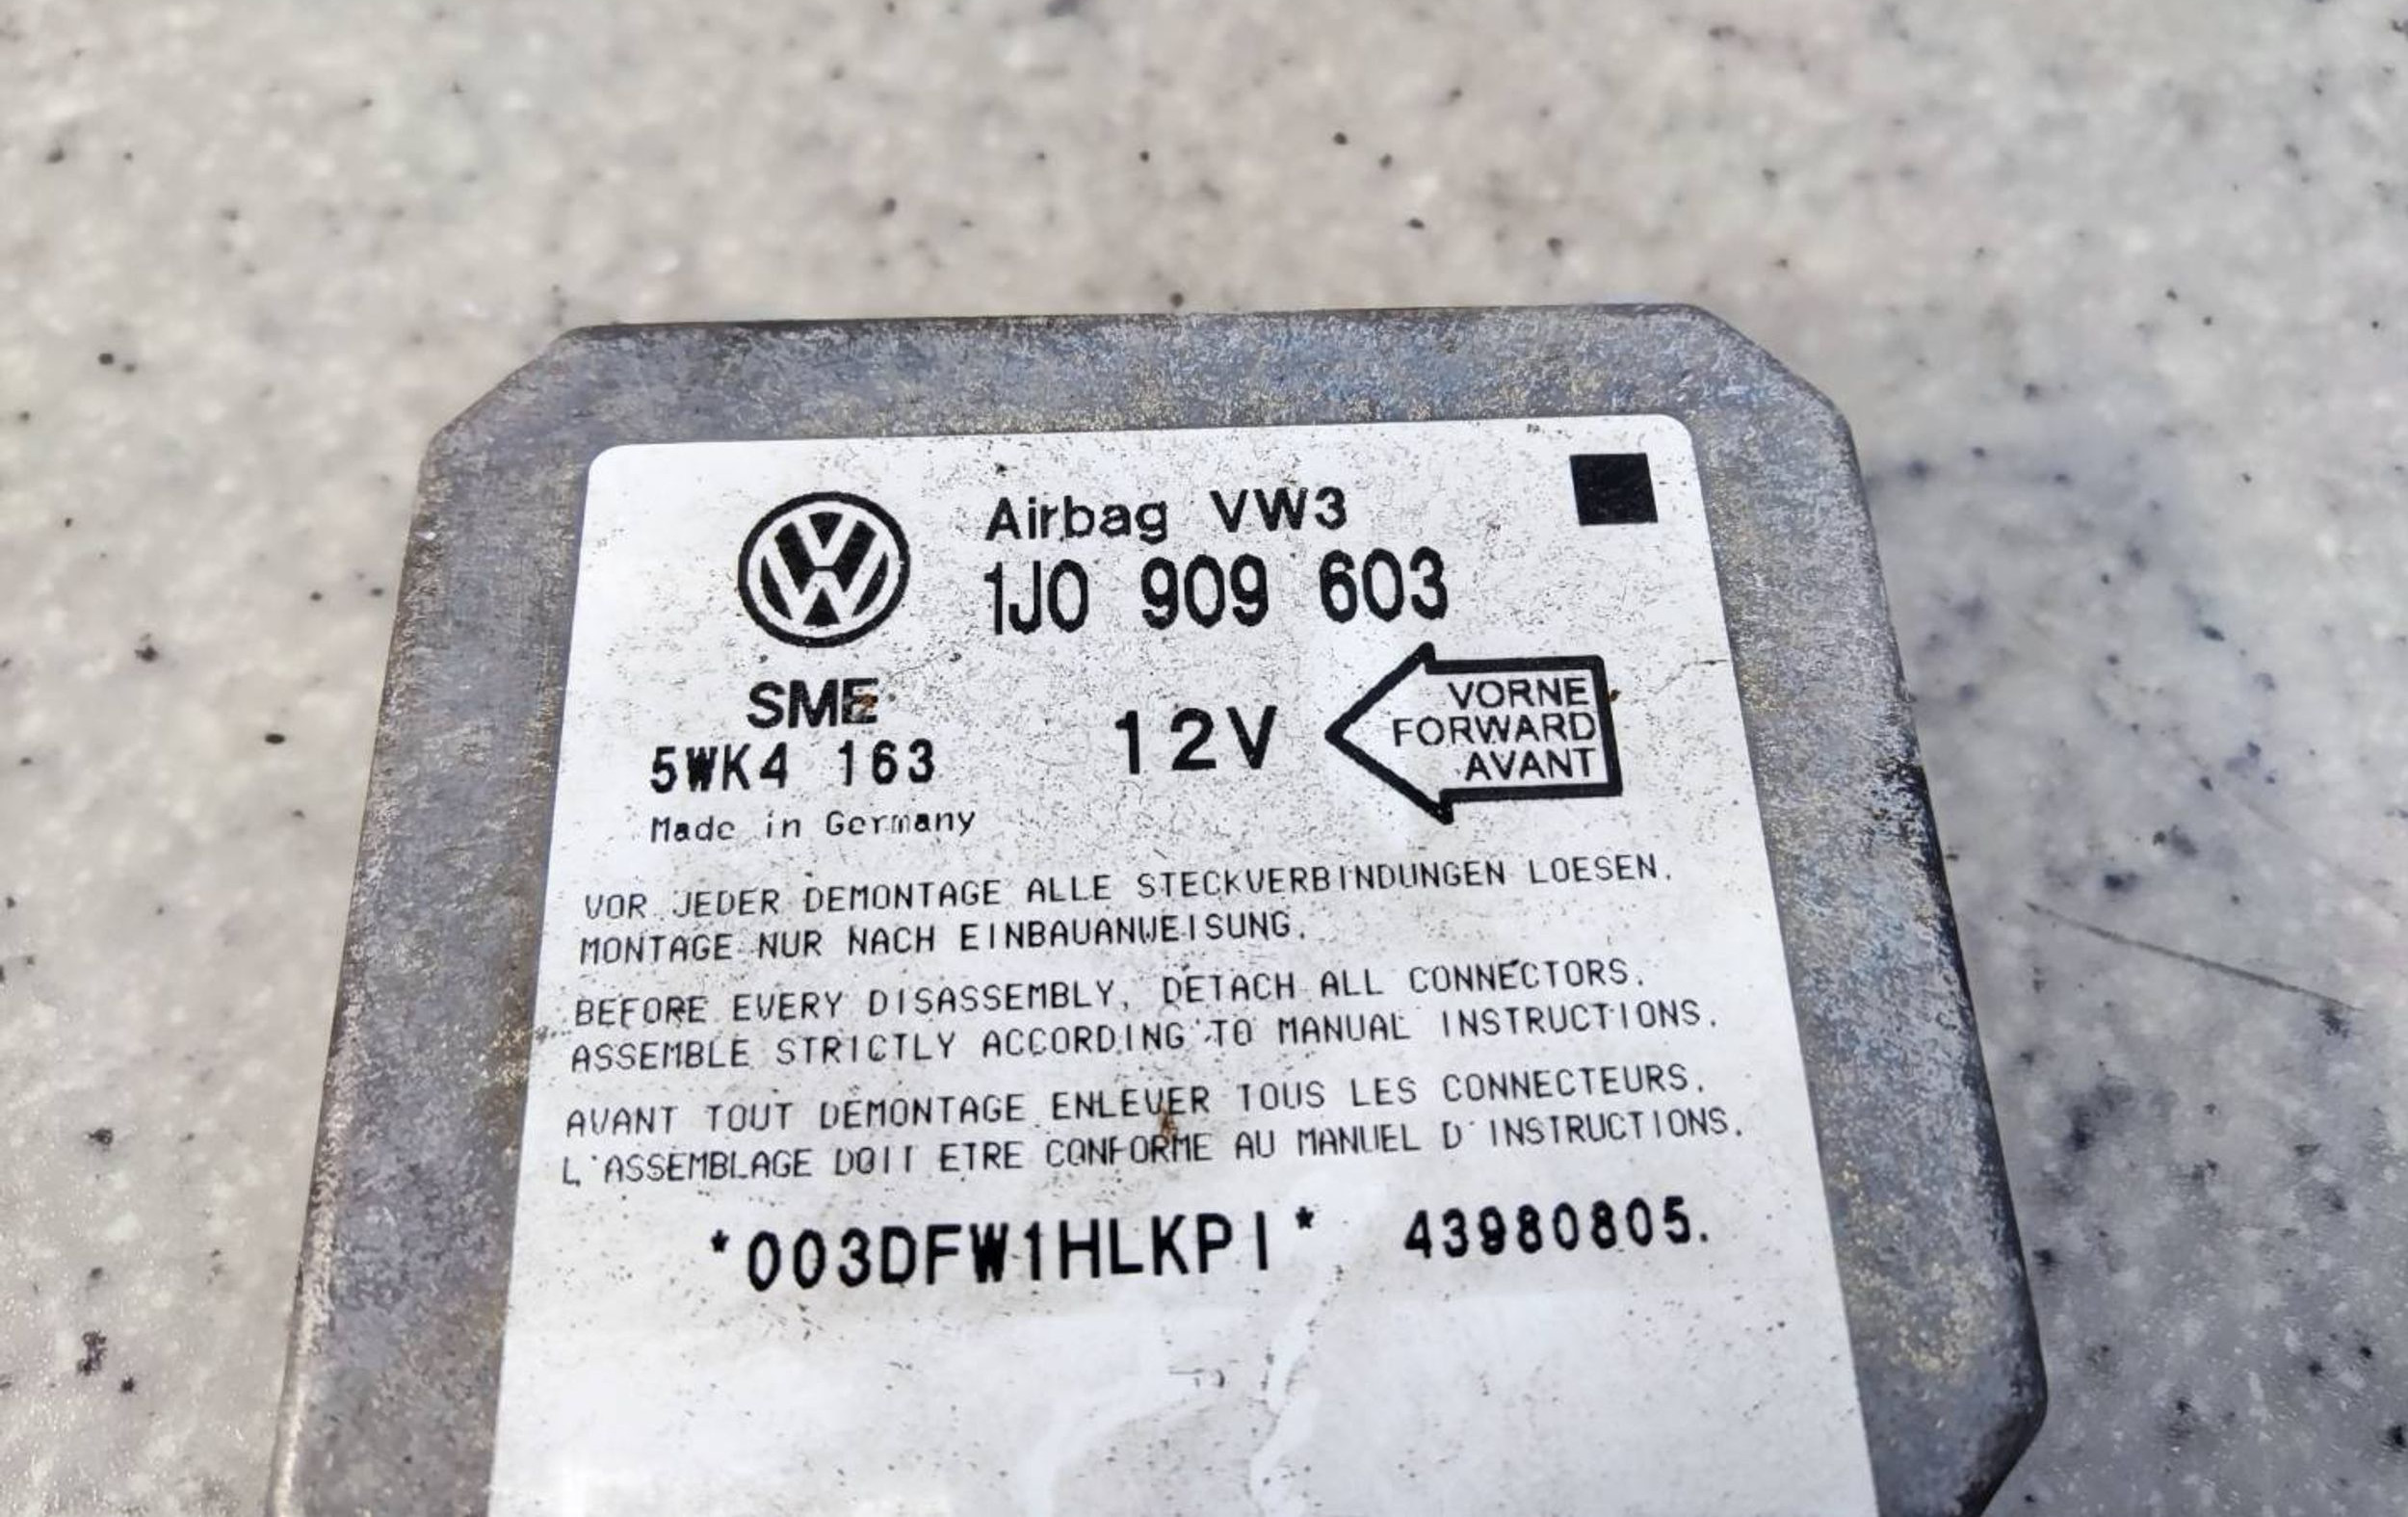 Airbag VW3
1J0 909 603
SME
5WK4 163
12V
VORNE
FORWARD
AVANT
Made in Germany
VOR JEDER DEMONTAGE ALLE STECKVERBINDUNGEN LOESEN.
MONTAGE NUR NACH EINBAUANWEISUNG.
BEFORE EVERY DISASSEMBLY, DETACH ALL CONNECTORS.
ASSEMBLE STRICTLY ACCORDING TO MANUAL INSTRUCTIONS.
AVANT TOUT DEMONTAGE ENLEVER TOUS LES CONNECTEURS.
L'ASSEMBLAGE DOIT ETRE CONFORME AU MANUEL D'INSTRUCTIONS.
*003DFW1HLKPI* 43980805.